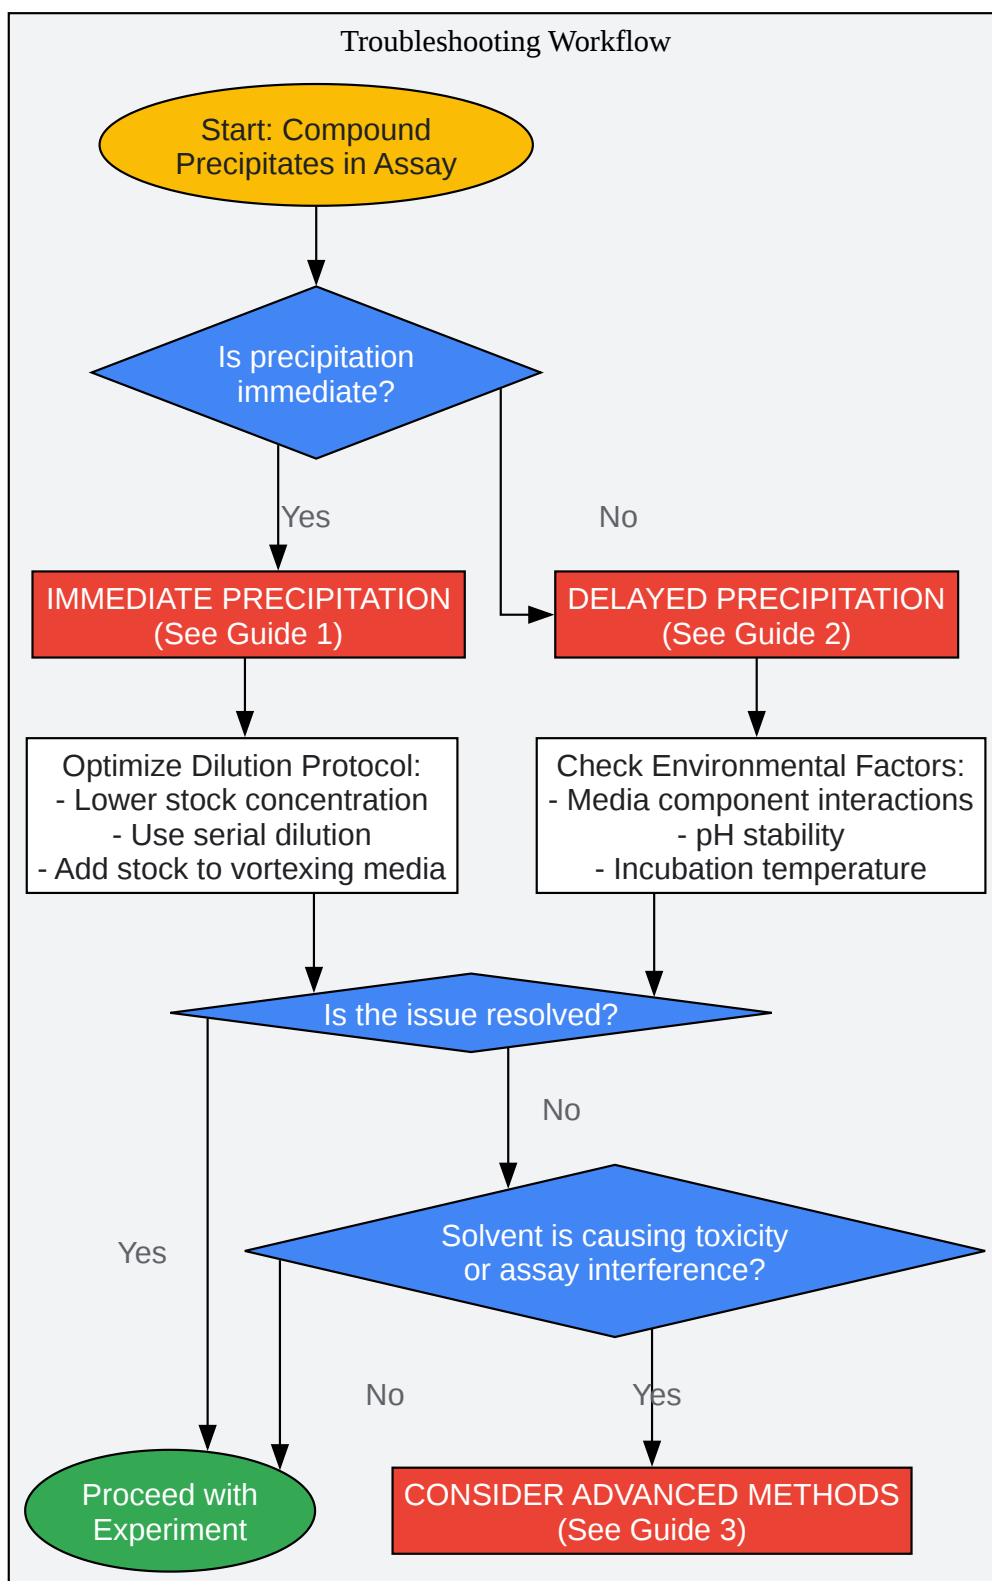 Troubleshooting Workflow
Start: Compound
Precipitates in Assay
Is precipitation
immediate?
Yes
No
IMMEDIATE PRECIPITATION
(See Guide 1)
DELAYED PRECIPITATION
(See Guide 2)
Optimize Dilution Protocol:
- Lower stock concentration
- Use serial dilution
- Add stock to vortexing media
Check Environmental Factors:
- Media component interactions
- pH stability
- Incubation temperature
Is the issue resolved?
No
Yes
Solvent is causing toxicity
or assay interference?
No
Yes
Proceed with
Experiment
CONSIDER ADVANCED METHODS
(See Guide 3)